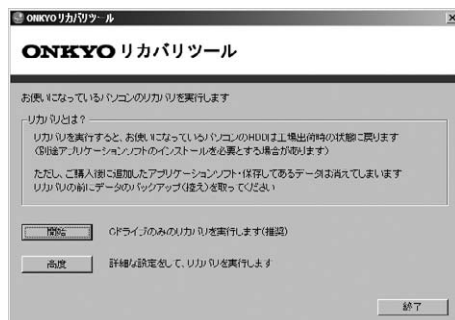 ONKYOリカバリツール
ONKYO リカバリツール
お使いになっているパソコンのリカバリを実行します
リカバリとは？
リカバリを実行すると、お使いになっているパソコンのHDDは工場出荷時の状態に戻ります
(別途アプリケーションソフトのインストールを必要とする場合があります)
ただし、ご購入後に追加したアプリケーションソフト・保存してあるデータは消えてしまいます
リカバリの前にデータのバックアップ(控え)を取ってください
開始 Cドライブのみのリカバリを実行します(推奨)
高度 詳細な設定をして、リカバリを実行します
終了